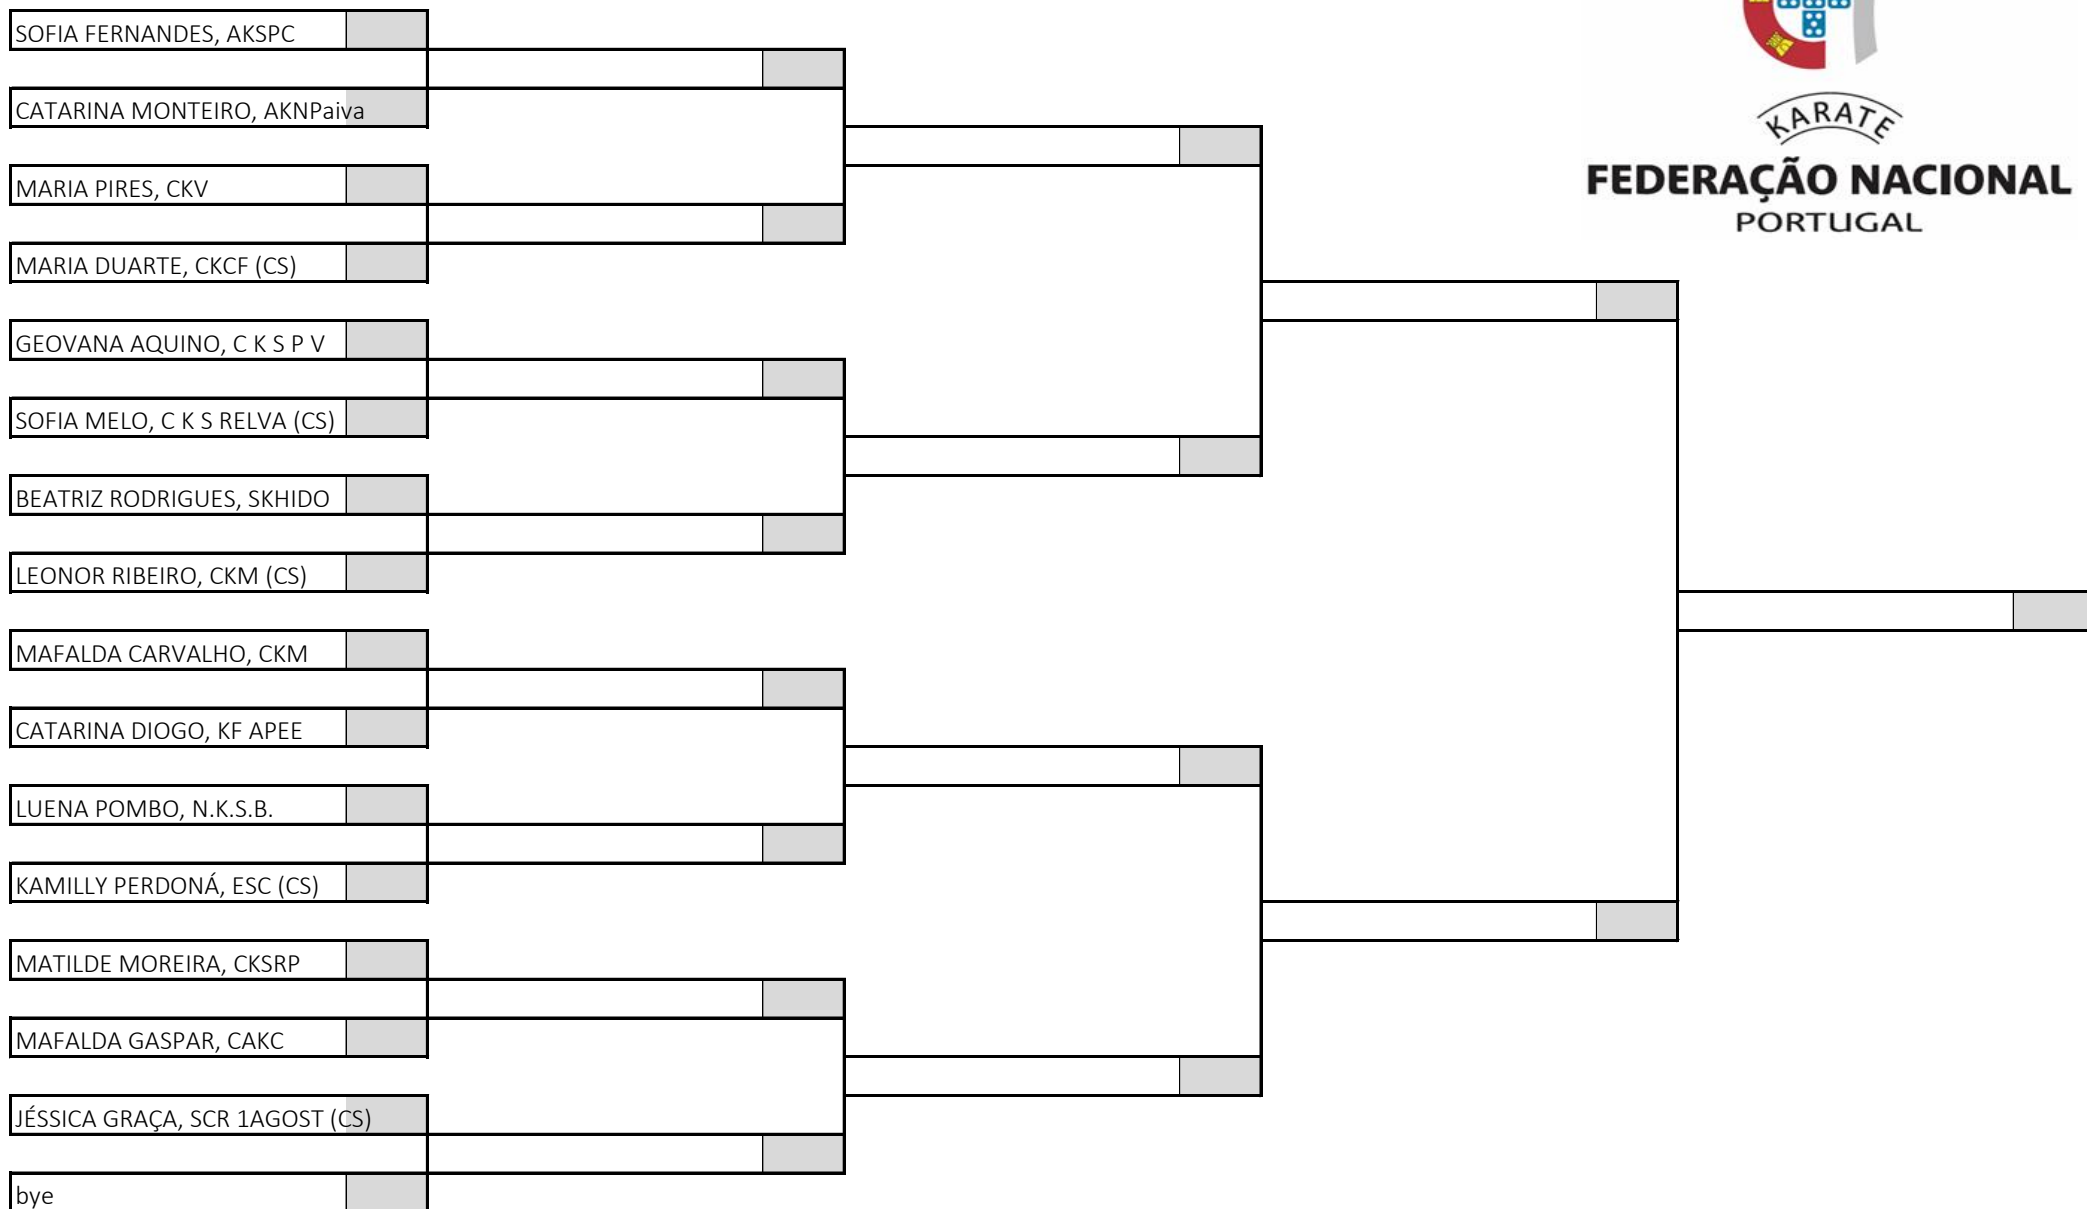 SOFIA FERNANDES, AKSPC
CATARINA MONTEIRO, AKNPaiva
MARIA PIRES, CKV
MARIA DUARTE, CKCF (CS)
GEOVANA AQUINO, C K S P V
SOFIA MELO, C K S RELVA (CS)
BEATRIZ RODRIGUES, SKHIDO
LEONOR RIBEIRO, CKM (CS)
MAFALDA CARVALHO, CKM
CATARINA DIOGO, KF APEE
LUENA POMBO, N.K.S.B.
KAMILLY PERDONÁ, ESC (CS)
MATILDE MOREIRA, CKSRP
MAFALDA GASPAR, CAKC
JÉSSICA GRAÇA, SCR 1AGOST (CS)
bye
KARATE
FEDERAÇÃO NACIONAL
PORTUGAL